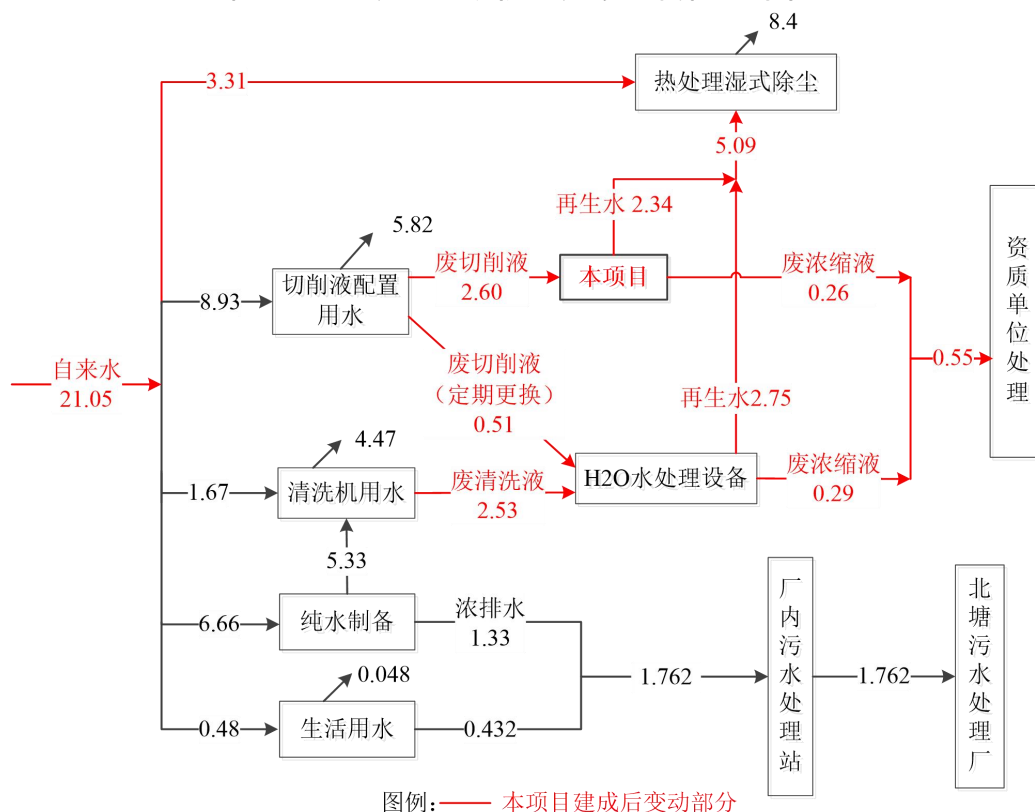 8.4
3.31
热处理湿式除尘
5.09
再生水 2.34
5.82
废切削液
2.60
本项目
废浓缩液
0.26
资质单位处理
切削液配置
用水
8.93
自来水
21.05
废切削液
（定期更换）
0.51
再生水2.75
0.55
4.47
1.67
清洗机用水
废清洗液
2.53
H2O水处理设备
废浓缩液
0.29
5.33
6.66
纯水制备
浓排水
1.33
厂内污水处理站
北塘污水处理厂
1.762
1.762
0.048
0.48
生活用水
0.432
图例：
本项目建成后变动部分